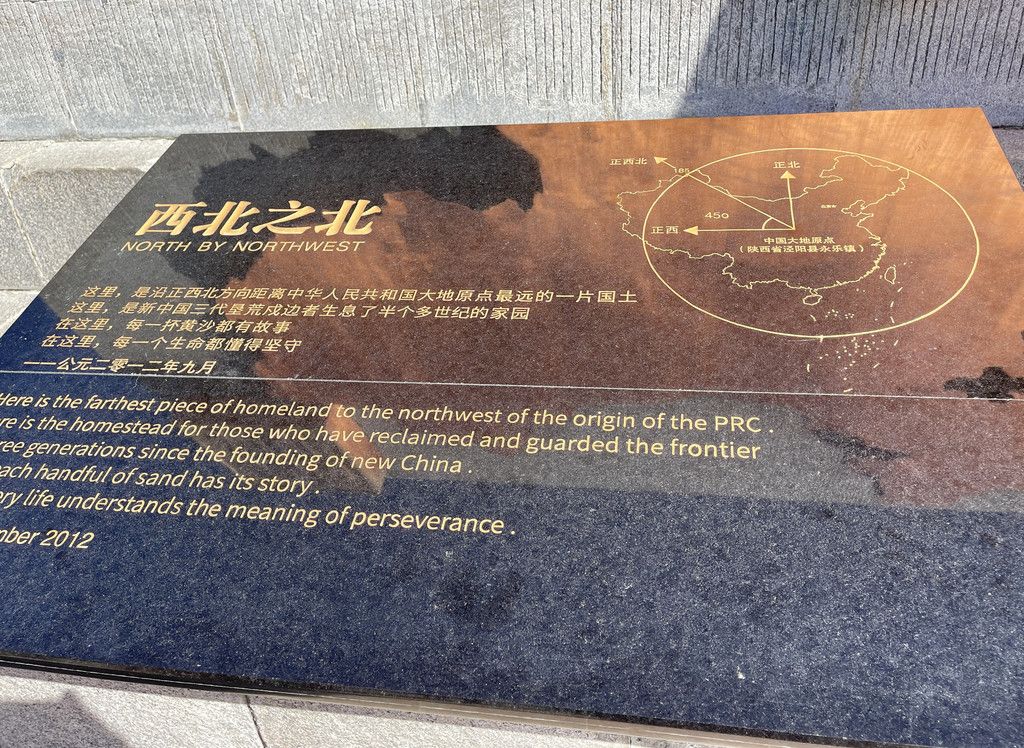 西北之北
NORTH BY NORTHWEST
这里，是沿正西北方向距离中华人民共和国大地原点最远的一片国土
这里，是新中国三代垦荒戍边者生息了半个多世纪的家园
在这里，每一抔黄沙都有故事
在这里，每一个生命都懂得坚守
——公元二零一二年九月
正西北
正北
185
450
正西
中国大地原点
（陕西省泾阳县永乐镇）
Here is the farthest piece of homeland to the northwest of the origin of the PRC .
re is the homestead for those who have reclaimed and guarded the frontier
ree generations since the founding of new China .
each handful of sand has its story .
ery life understands the meaning of perseverance .
mber 2012